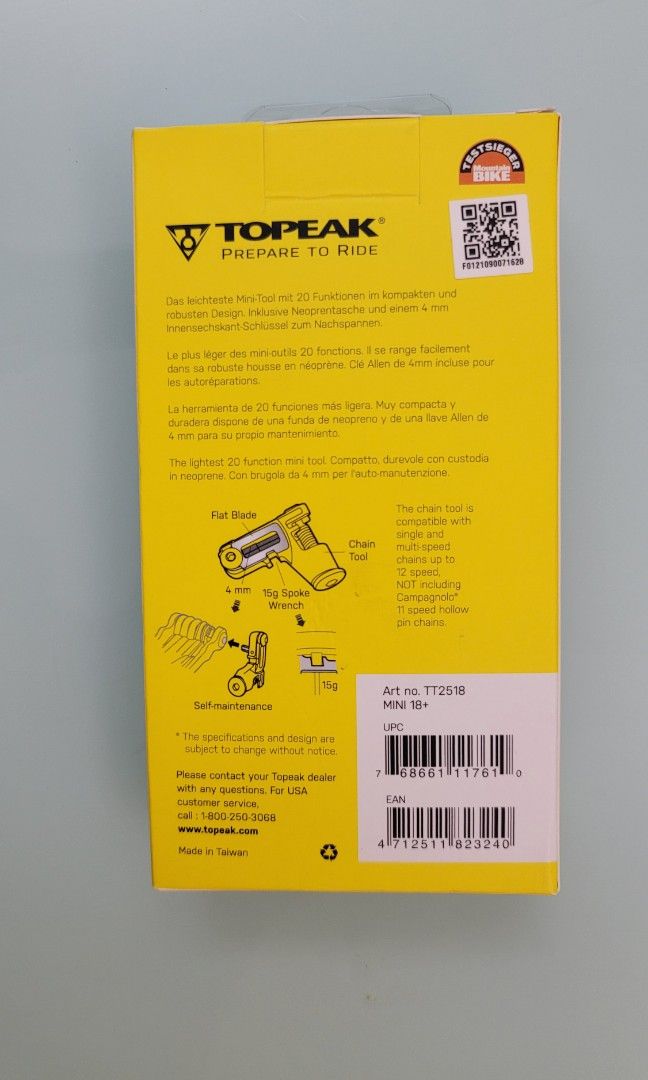 TESTSIEGER
Mountain
BIKE
TOPEAK®
PREPARE TO RIDE
F0121090071628
Das leichteste Mini-Tool mit 20 Funktionen im kompakten und
robusten Design. Inklusive Neoprentasche und einem 4 mm
Innensechskant-Schlüssel zum Nachspannen.
Le plus léger des mini-outils 20 fonctions. Il se range facilement
dans sa robuste housse en néoprène. Clé Allen de 4mm incluse pour
les autoréparations.
La herramienta de 20 funciones más ligera. Muy compacta y
duradera dispone de una funda de neopreno y de una llave Allen de
4 mm para su propio mantenimiento.
The lightest 20 function mini tool. Compatto, durevole con custodia
in neoprene. Con brugola da 4 mm per l'auto-manutenzione.
Flat Blade
Chain
Tool
4 mm
15g Spoke
Wrench
15g
Self-maintenance
The chain tool is
compatible with
single and
multi-speed
chains up to
12 speed,
NOT including
Campagnolo®
11 speed hollow
pin chains.
* The specifications and design are
subject to change without notice.
Please contact your Topeak dealer
with any questions. For USA
customer service,
call : 1-800-250-3068
www.topeak.com
Made in Taiwan
Art no. TT2518
MINI 18+
UPC
7 68661 11761 0
EAN
4 712511 823240